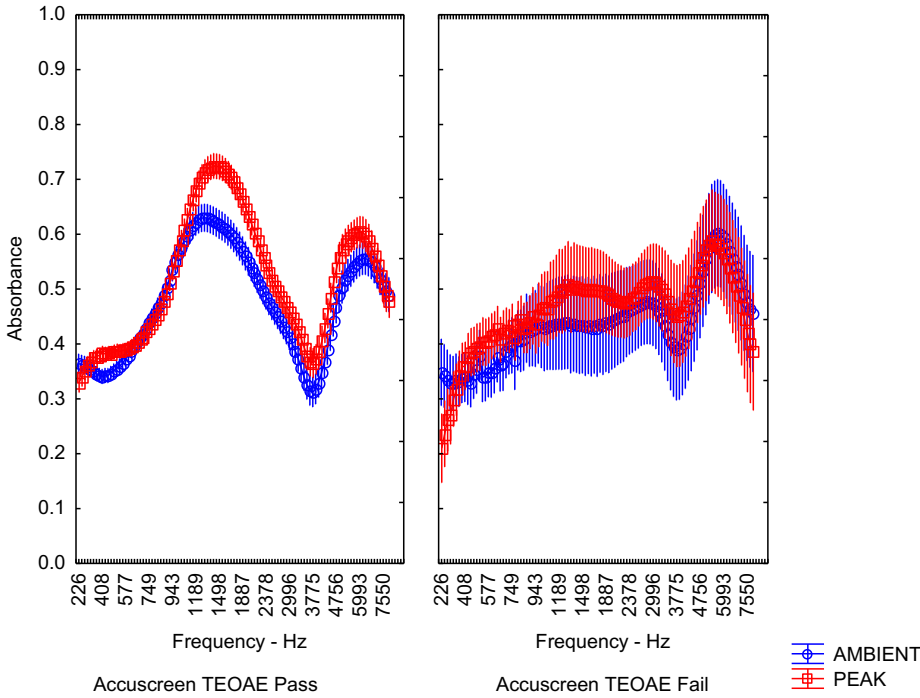 1.0
0.9
0.8
0.7
0.6
0.5
0.4
0.3
0.2
0.1
0.0
Absorbance
226 408 577 749 943 1189 1498 1887 2378 2996 3775 4756 5993 7550
226 408 577 749 943 1189 1498 1887 2378 2996 3775 4756 5993 7550
Frequency - Hz
Frequency - Hz
Accuscreen TEOAE Pass
Accuscreen TEOAE Fail
AMBIENT
PEAK